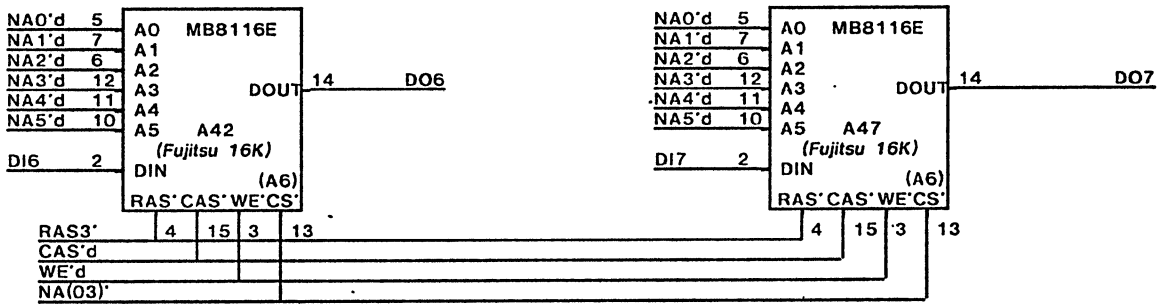 NA0'd 5 A0 MB8116E
NA1'd 7 A1
NA2'd 6 A2
NA3'd 12 A3 DOUT 14 DO6
NA4'd 11 A4
NA5'd 10 A5 A42
(Fujitsu 16K)
DI6 2 DIN
(A6)
RAS' CAS' WE' CS'
4 15 3 13
NA0'd 5 A0 MB8116E
NA1'd 7 A1
NA2'd 6 A2
NA3'd 12 A3 DOUT 14 DO7
NA4'd 11 A4
NA5'd 10 A5 A47
(Fujitsu 16K)
DI7 2 DIN
(A6)
RAS' CAS' WE' CS'
4 15 3 13
RAS3'
CAS'd
WE'd
NA(03)'